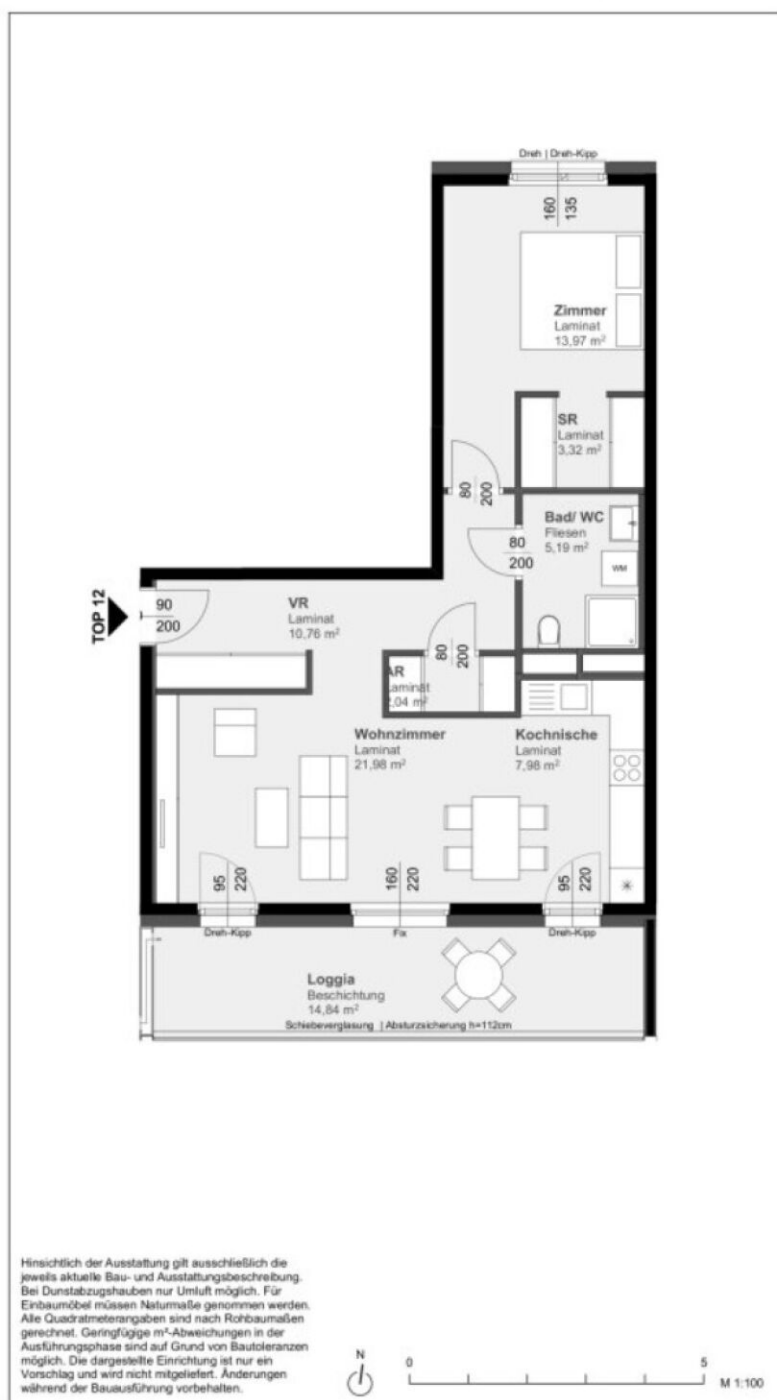 Dreh | Dreh-Kipp
160
135
Zimmer
Laminat
13,97 m²
SR
Laminat
3,32 m²
80
200
Bad/ WC
Fliesen
5,19 m²
80
200
WM
TOP 12
90
200
VR
Laminat
10,76 m²
80
200
AR
Laminat
2,04 m²
Wohnzimmer
Laminat
21,98 m²
Kochnische
Laminat
7,98 m²
95
220
160
220
95
220
Dreh-Kipp
Fix
Dreh-Kipp
Loggia
Beschichtung
14,84 m²
Schiebeverglasung | Absturzsicherung h=112cm
Hinsichtlich der Ausstattung gilt ausschließlich die
jeweils aktuelle Bau- und Ausstattungsbeschreibung.
Bei Dunstabzugshauben nur Umluft möglich. Für
Einbaumöbel müssen Naturmaße genommen werden.
Alle Quadratmeterangaben sind nach Rohbaumaßen
gerechnet. Geringfügige m²-Abweichungen in der
Ausführungsphase sind auf Grund von Bautoleranzen
möglich. Die dargestellte Einrichtung ist nur ein
Vorschlag und wird nicht mitgeliefert. Änderungen
während der Bauausführung vorbehalten.
N
0
5
M 1:100